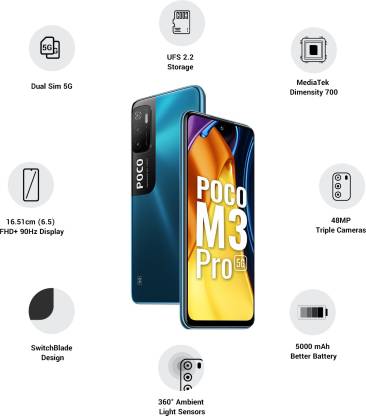 UFS 2.2
Storage
5G
Dual Sim 5G
MediaTek
Dimensity 700
POCO
POCO
M3
Pro 5G
16.51cm (6.5)
FHD+ 90Hz Display
48MP
Triple Cameras
SwitchBlade
Design
5000 mAh
Better Battery
360° Ambient
Light Sensors